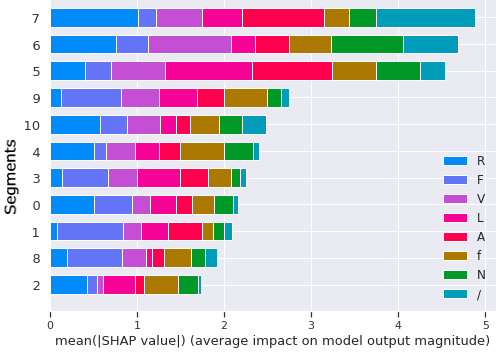 7
6
5
9
10
4
3
0
1
8
2
Segments
R
F
V
L
A
f
N
/
0 1 2 3 4 5
mean(|SHAP value|) (average impact on model output magnitude)